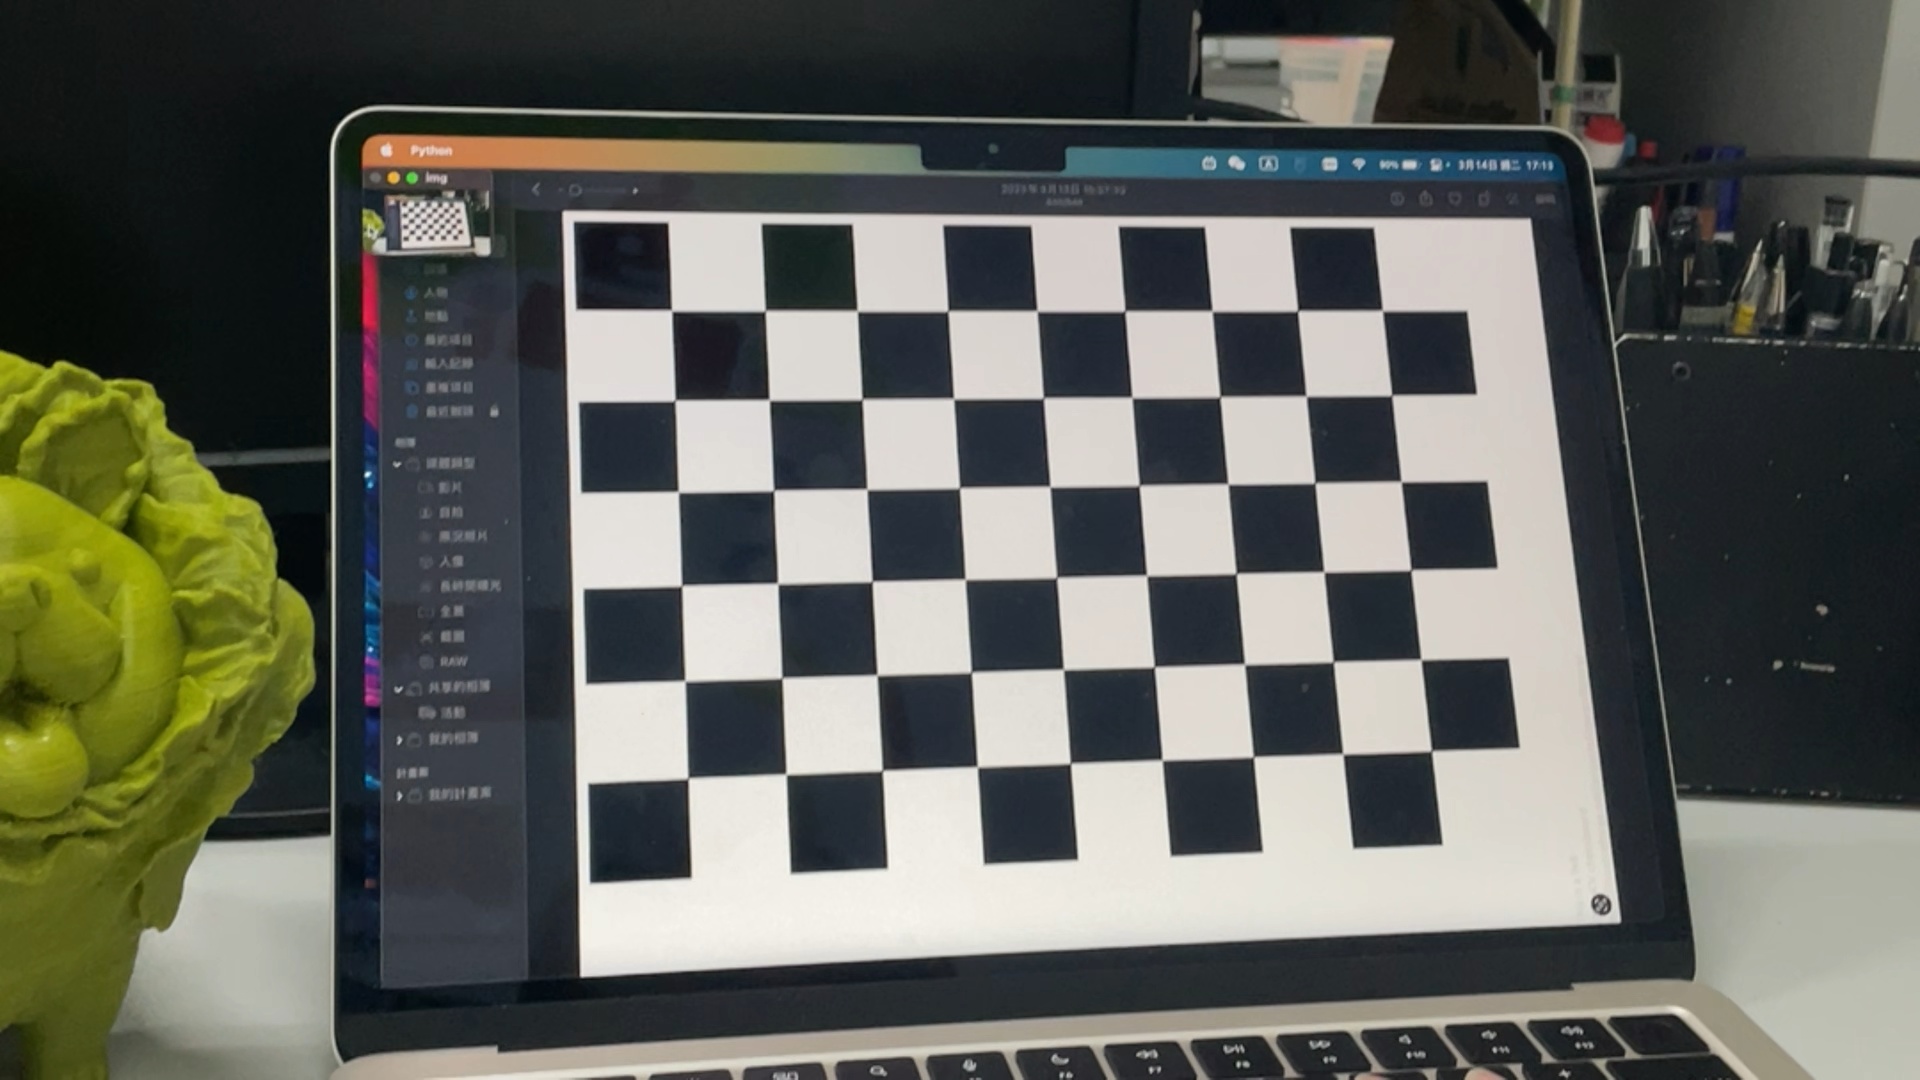 Python
90%
3月14日 週二 17:13
img
人物
地點
最近項目
輸入記錄
重複項目
最近刪除
相簿
媒體類型
影片
自拍
原況照片
人像
長時間曝光
全景
截圖
RAW
共享的相簿
活動
我的相簿
計畫案
我的計畫案
F6
F7
F8
F9
F10
F11
F12